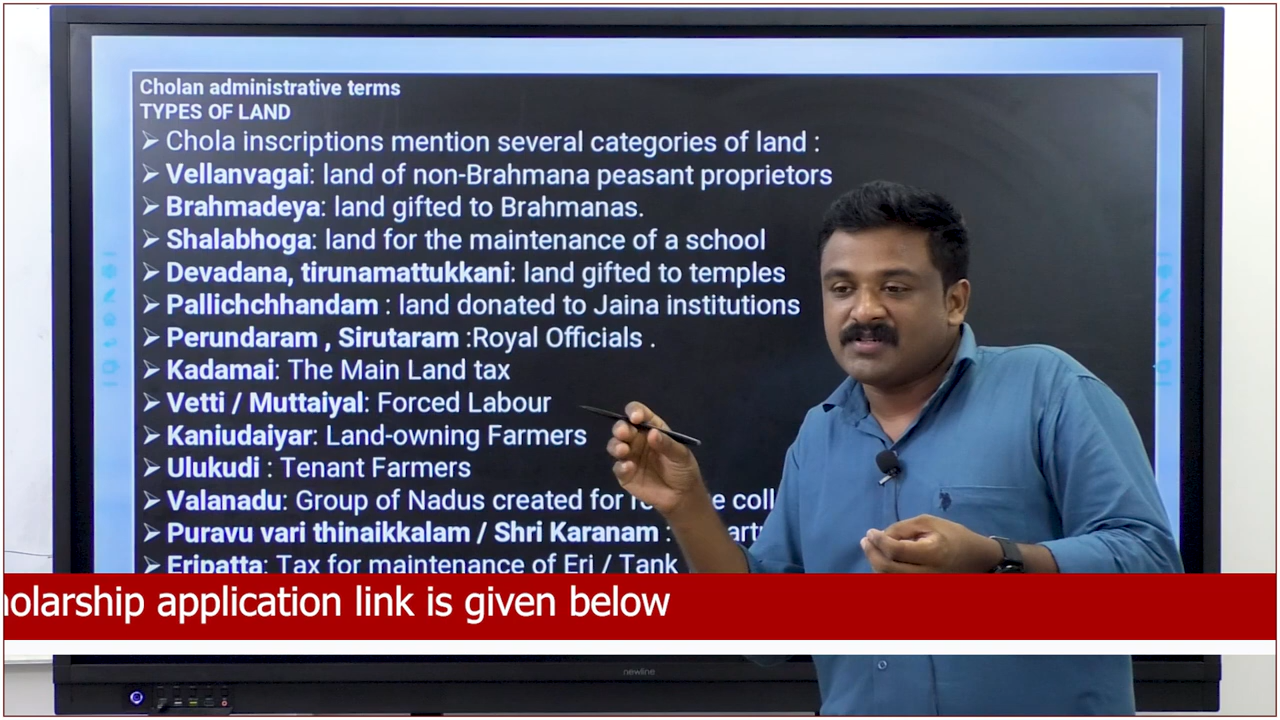 Cholan administrative terms
TYPES OF LAND
➢ Chola inscriptions mention several categories of land :
➢ Vellanvagai: land of non-Brahmana peasant proprietors
➢ Brahmadeya: land gifted to Brahmanas.
➢ Shalabhoga: land for the maintenance of a school
➢ Devadana, tirunamattukkani: land gifted to temples
➢ Pallichchhandam : land donated to Jaina institutions
➢ Perundaram , Sirutaram :Royal Officials .
➢ Kadamai: The Main Land tax
➢ Vetti / Muttaiyal: Forced Labour
➢ Kaniudaiyar: Land-owning Farmers
➢ Ulukudi : Tenant Farmers
➢ Valanadu: Group of Nadus created for
➢ Puravu vari thinaikkalam / Shri Karanam :
➢ Eripatta: Tax for maintenance of Eri / Tank
application link is given below
newline